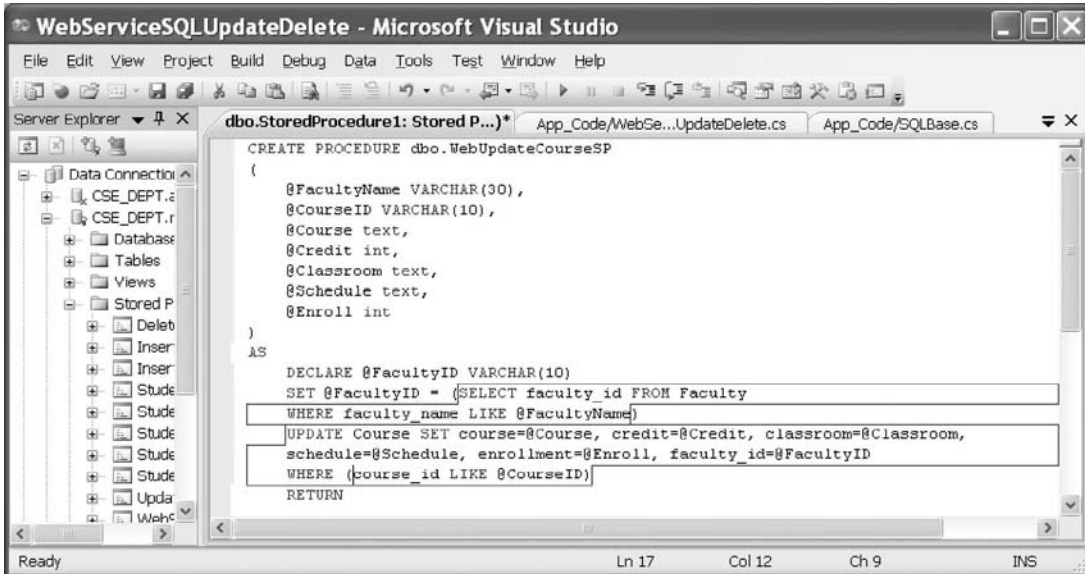 WebServiceSQLUpdateDelete - Microsoft Visual Studio
File Edit View Project Build Debug Data Tools Test Window Help
Server Explorer
dbo.StoredProcedure1: Stored P...)* App_Code/WebSe...UpdateDelete.cs App_Code/SQLBase.cs
Data Connection
CSE_DEPT.a
CSE_DEPT.r
Database
Tables
Views
Stored P
Delet
Inser
Inser
Stude
Stude
Stude
Stude
Stude
Upda
WebS
CREATE PROCEDURE dbo.WebUpdateCourseSP
(
@FacultyName VARCHAR(30),
@CourseID VARCHAR(10),
@Course text,
@Credit int,
@Classroom text,
@Schedule text,
@Enroll int
)
AS
DECLARE @FacultyID VARCHAR(10)
SET @FacultyID = (SELECT faculty_id FROM Faculty
WHERE faculty_name LIKE @FacultyName)
UPDATE Course SET course=@Course, credit=@Credit, classroom=@Classroom,
schedule=@Schedule, enrollment=@Enroll, faculty_id=@FacultyID
WHERE (course_id LIKE @CourseID)
RETURN
Ready Ln 17 Col 12 Ch 9 INS